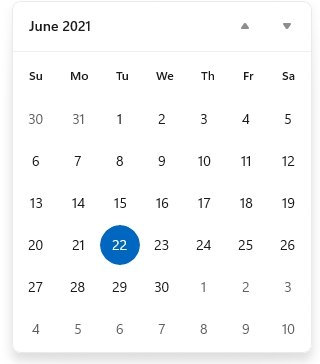 June 2021
Su Mo Tu We Th Fr Sa
30 31 1 2 3 4 5
6 7 8 9 10 11 12
13 14 15 16 17 18 19
20 21 22 23 24 25 26
27 28 29 30 1 2 3
4 5 6 7 8 9 10